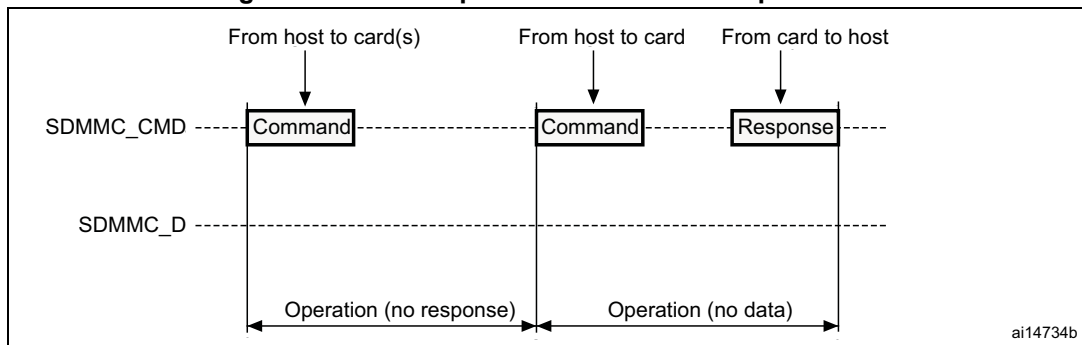 From host to card(s) From host to card From card to host
SDMMC_CMD Command Command Response
SDMMC_D
Operation (no response) Operation (no data)
ai14734b